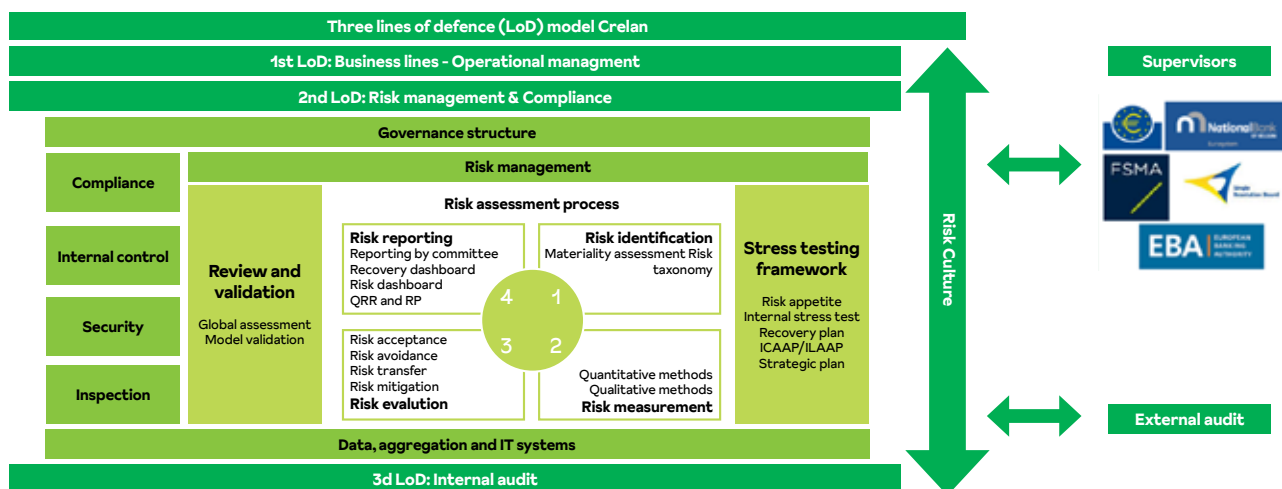 Three lines of defence (LoD) model Crelan
1st LoD: Business lines - Operational managment
2nd LoD: Risk management & Compliance
Governance structure
Compliance
Internal control
Security
Inspection
Risk management
Review and
validation
Global assessment
Model validation
Risk assessment process
Risk reporting
Reporting by committee
Recovery dashboard
Risk dashboard
QRR and RP
Risk identification
Materiality assessment Risk
taxonomy
4
1
3
2
Risk acceptance
Risk avoidance
Risk transfer
Risk mitigation
Risk evalution
Quantitative methods
Qualitative methods
Risk measurement
Stress testing
framework
Risk appetite
Internal stress test
Recovery plan
ICAAP/ILAAP
Strategic plan
Data, aggregation and IT systems
3d LoD: Internal audit
Risk Culture
Supervisors
NationalBank
Eurosystem
FSMA
Single
Resolution Board
EBA
EUROPEAN
BANKING
AUTHORITY
External audit